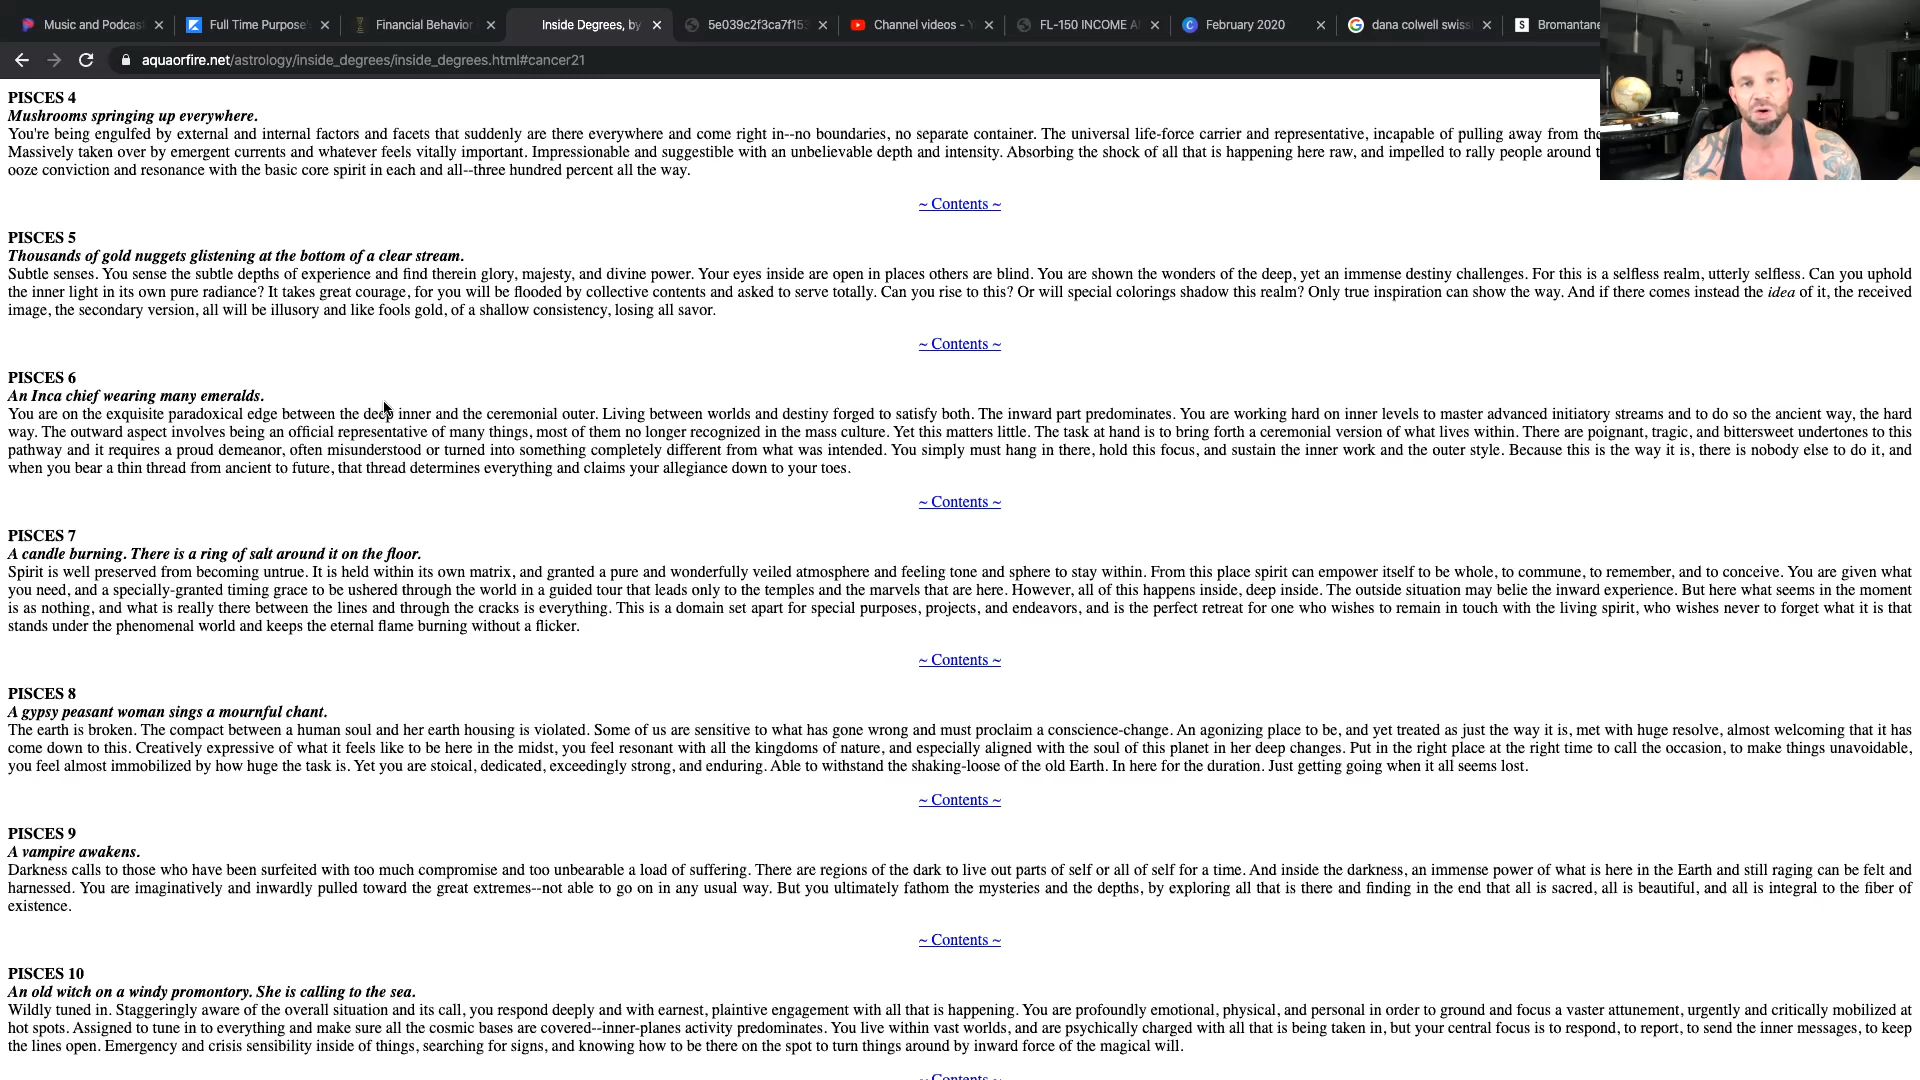 Music and Podcas
Full Time Purpose
Financial Behavior
Inside Degrees, by
5e039c2f3ca7f153
Channel videos - Y
FL-150 INCOME A
February 2020
dana colwell swiss
Bromantane
aquaorfire.net/astrology/inside_degrees/inside_degrees.html#cancer21
PISCES 4
Mushrooms springing up everywhere.
You're being engulfed by external and internal factors and facets that suddenly are there everywhere and come right in--no boundaries, no separate container. The universal life-force carrier and representative, incapable of pulling away from the
Massively taken over by emergent currents and whatever feels vitally important. Impressionable and suggestible with an unbelievable depth and intensity. Absorbing the shock of all that is happening here raw, and impelled to rally people around
ooze conviction and resonance with the basic core spirit in each and all--three hundred percent all the way.
~ Contents ~
PISCES 5
Thousands of gold nuggets glistening at the bottom of a clear stream.
Subtle senses. You sense the subtle depths of experience and find therein glory, majesty, and divine power. Your eyes inside are open in places others are blind. You are shown the wonders of the deep, yet an immense destiny challenges. For this is a selfless realm, utterly selfless. Can you uphold
the inner light in its own pure radiance? It takes great courage, for you will be flooded by collective contents and asked to serve totally. Can you rise to this? Or will special colorings shadow this realm? Only true inspiration can show the way. And if there comes instead the idea of it, the received
image, the secondary version, all will be illusory and like fools gold, of a shallow consistency, losing all savor.
~ Contents ~
PISCES 6
An Inca chief wearing many emeralds.
You are on the exquisite paradoxical edge between the deep inner and the ceremonial outer. Living between worlds and destiny forged to satisfy both. The inward part predominates. You are working hard on inner levels to master advanced initiatory streams and to do so the ancient way, the hard
way. The outward aspect involves being an official representative of many things, most of them no longer recognized in the mass culture. Yet this matters little. The task at hand is to bring forth a ceremonial version of what lives within. There are poignant, tragic, and bittersweet undertones to this
pathway and it requires a proud demeanor, often misunderstood or turned into something completely different from what was intended. You simply must hang in there, hold this focus, and sustain the inner work and the outer style. Because this is the way it is, there is nobody else to do it, and
when you bear a thin thread from ancient to future, that thread determines everything and claims your allegiance down to your toes.
~ Contents ~
PISCES 7
A candle burning. There is a ring of salt around it on the floor.
Spirit is well preserved from becoming untrue. It is held within its own matrix, and granted a pure and wonderfully veiled atmosphere and feeling tone and sphere to stay within. From this place spirit can empower itself to be whole, to commune, to remember, and to conceive. You are given what
you need, and a specially-granted timing grace to be ushered through the world in a guided tour that leads only to the temples and the marvels that are here. However, all of this happens inside, deep inside. The outside situation may belie the inward experience. But here what seems in the moment
is as nothing, and what is really there between the lines and through the cracks is everything. This is a domain set apart for special purposes, projects, and endeavors, and is the perfect retreat for one who wishes to remain in touch with the living spirit, who wishes never to forget what it is that
stands under the phenomenal world and keeps the eternal flame burning without a flicker.
~ Contents ~
PISCES 8
A gypsy peasant woman sings a mournful chant.
The earth is broken. The compact between a human soul and her earth housing is violated. Some of us are sensitive to what has gone wrong and must proclaim a conscience-change. An agonizing place to be, and yet treated as just the way it is, met with huge resolve, almost welcoming that it has
come down to this. Creatively expressive of what it feels like to be here in the midst, you feel resonant with all the kingdoms of nature, and especially aligned with the soul of this planet in her deep changes. Put in the right place at the right time to call the occasion, to make things unavoidable,
you feel almost immobilized by how huge the task is. Yet you are stoical, dedicated, exceedingly strong, and enduring. Able to withstand the shaking-loose of the old Earth. In here for the duration. Just getting going when it all seems lost.
~ Contents ~
PISCES 9
A vampire awakens.
Darkness calls to those who have been surfeited with too much compromise and too unbearable a load of suffering. There are regions of the dark to live out parts of self or all of self for a time. And inside the darkness, an immense power of what is here in the Earth and still raging can be felt and
harnessed. You are imaginatively and inwardly pulled toward the great extremes--not able to go on in any usual way. But you ultimately fathom the mysteries and the depths, by exploring all that is there and finding in the end that all is sacred, all is beautiful, and all is integral to the fiber of
existence.
~ Contents ~
PISCES 10
An old witch on a windy promontory. She is calling to the sea.
Wildly tuned in. Staggeringly aware of the overall situation and its call, you respond deeply and with earnest, plaintive engagement with all that is happening. You are profoundly emotional, physical, and personal in order to ground and focus a vaster attunement, urgently and critically mobilized at
hot spots. Assigned to tune in to everything and make sure all the cosmic bases are covered--inner-planes activity predominates. You live within vast worlds, and are psychically charged with all that is being taken in, but your central focus is to respond, to report, to send the inner messages, to keep
the lines open. Emergency and crisis sensibility inside of things, searching for signs, and knowing how to be there on the spot to turn things around by inward force of the magical will.
~ Contents ~